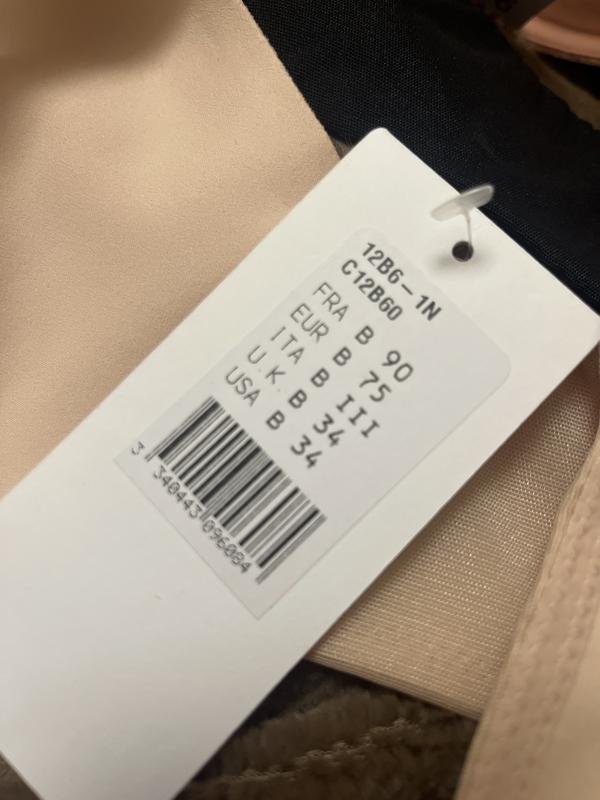 12B6-1N
C12B60
FRA B 90
EUR B 75
ITA B III
U.K. B 34
USA B 34
3 340443 096084